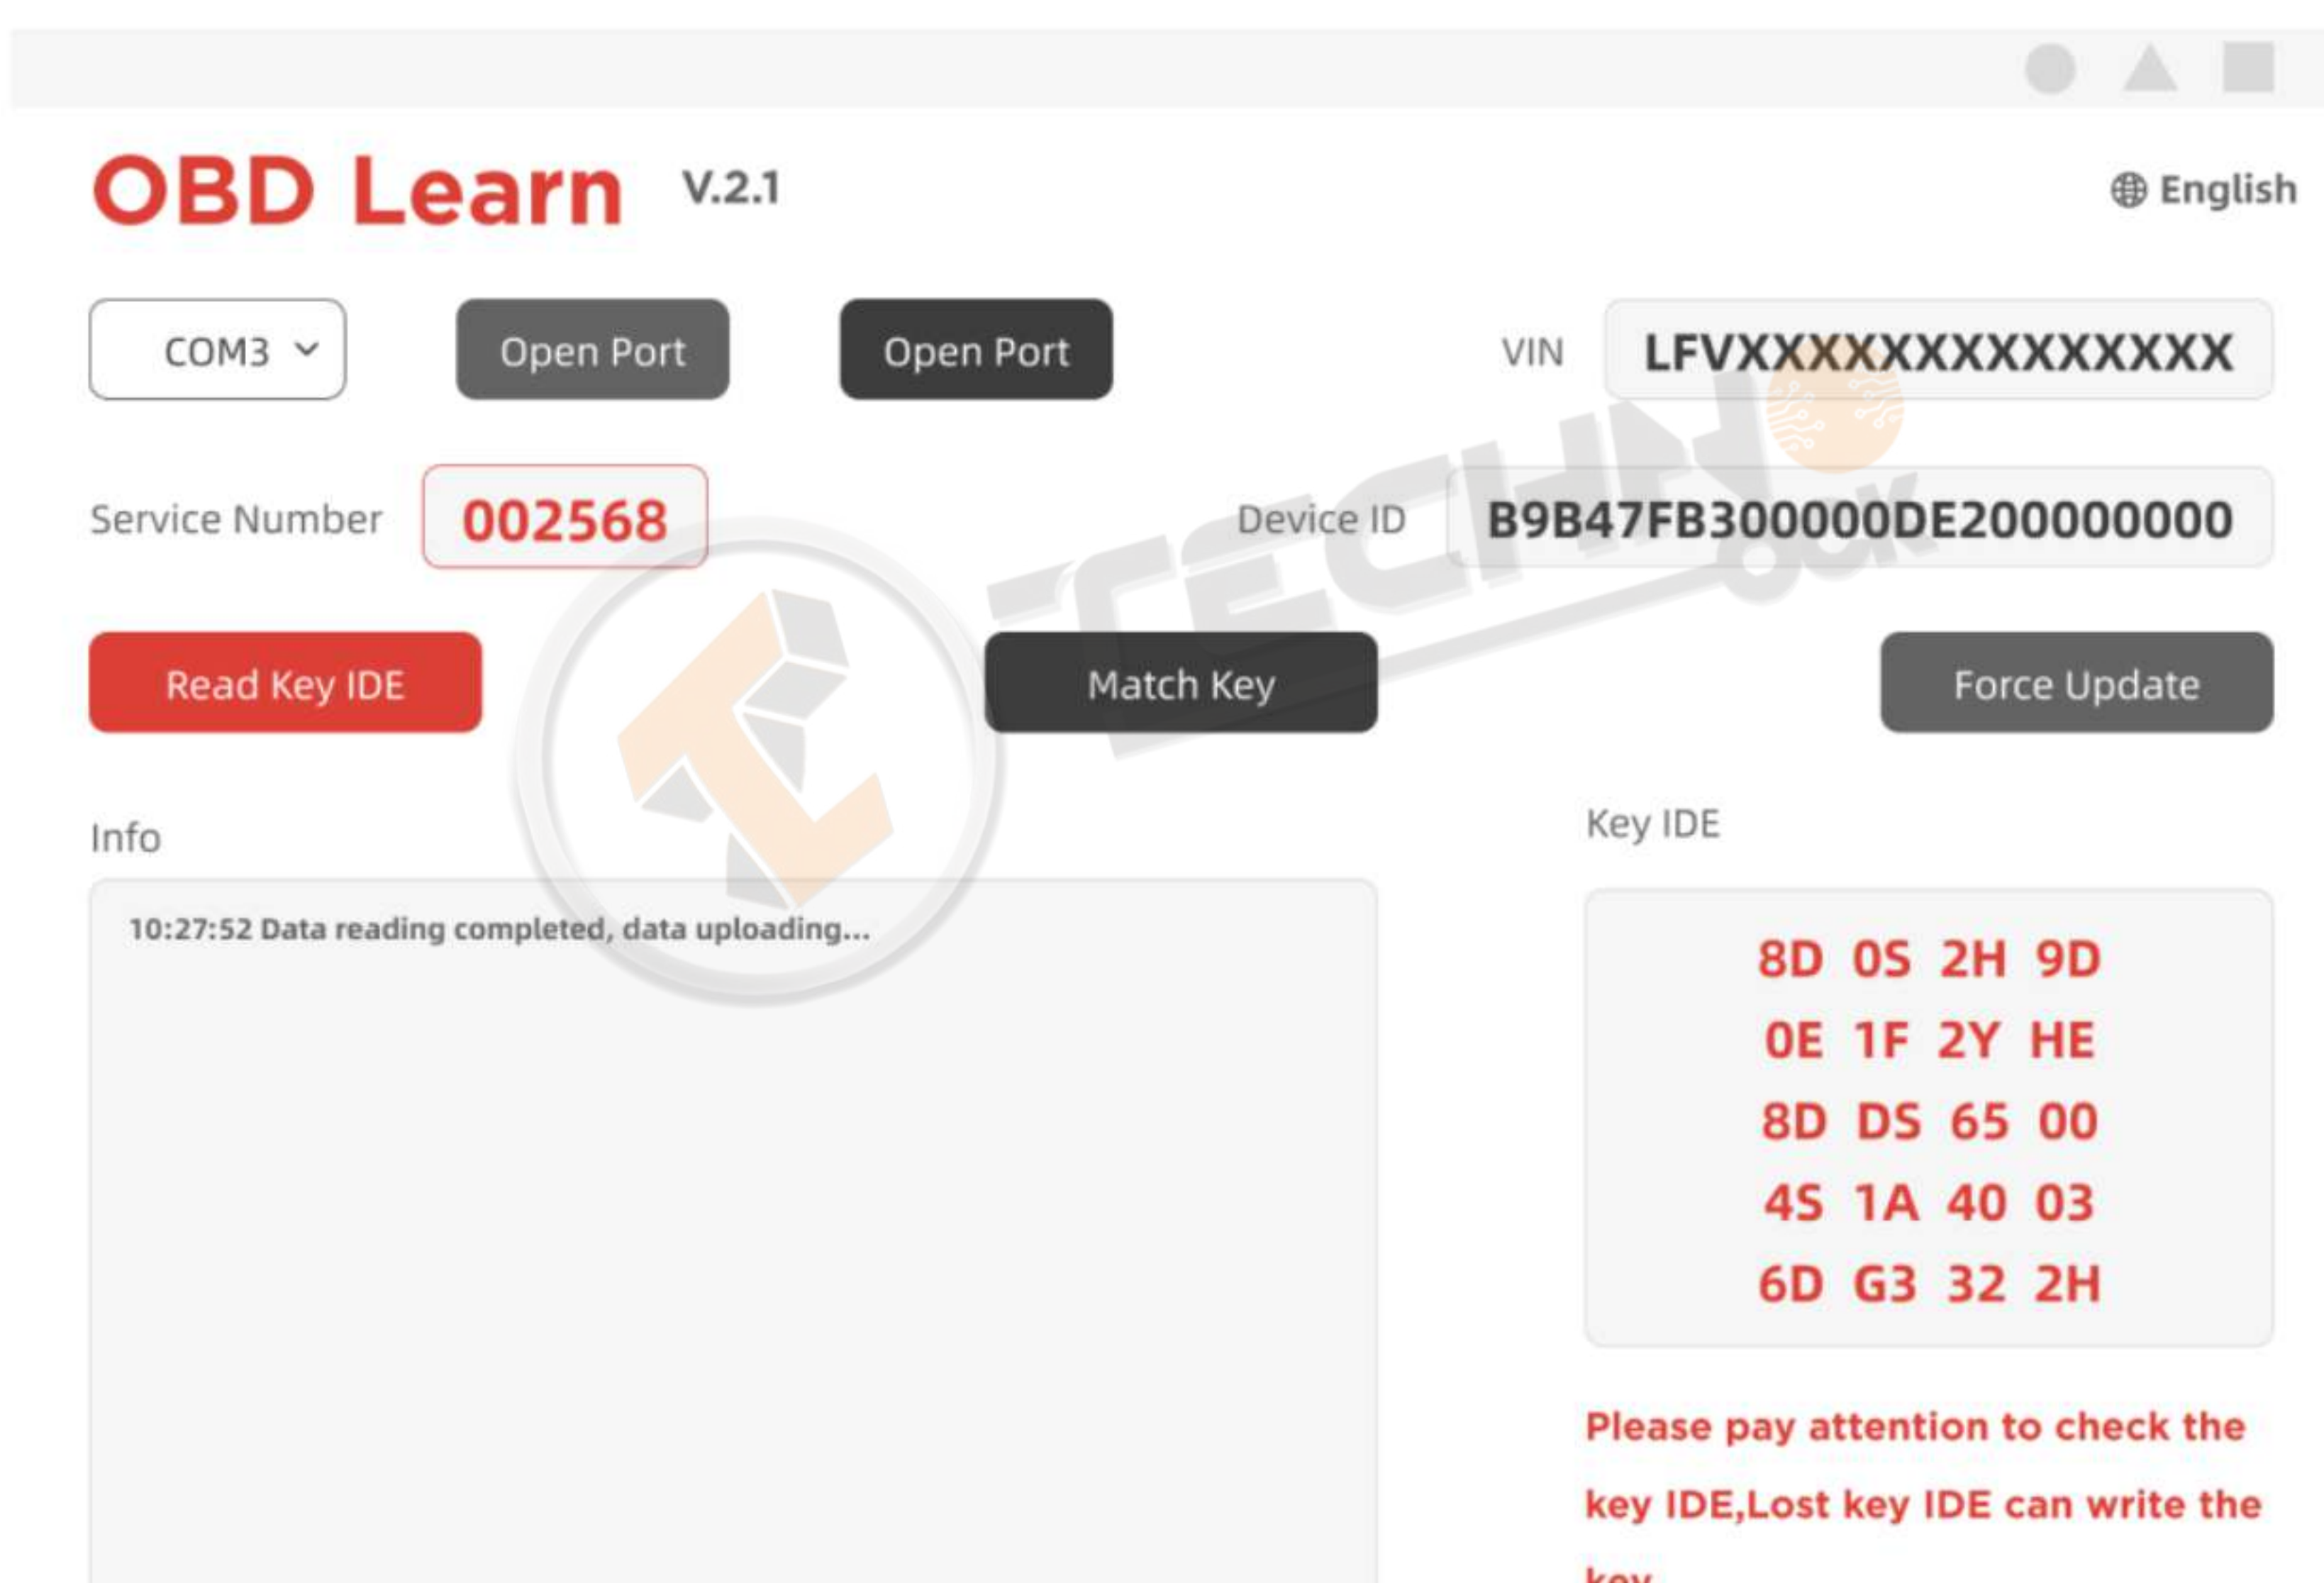 OBD Learn V.2.1
English
COM3
Open Port
Open Port
VIN LFVXXXXXXXXXXXXXX
Service Number 002568
Device ID B9B47FB300000DE200000000
Read Key IDE
Match Key
Force Update
Info
10:27:52 Data reading completed, data uploading...
Key IDE
8D 0S 2H 9D
0E 1F 2Y HE
8D DS 65 00
4S 1A 40 03
6D G3 32 2H
Please pay attention to check the
key IDE,Lost key IDE can write the
key